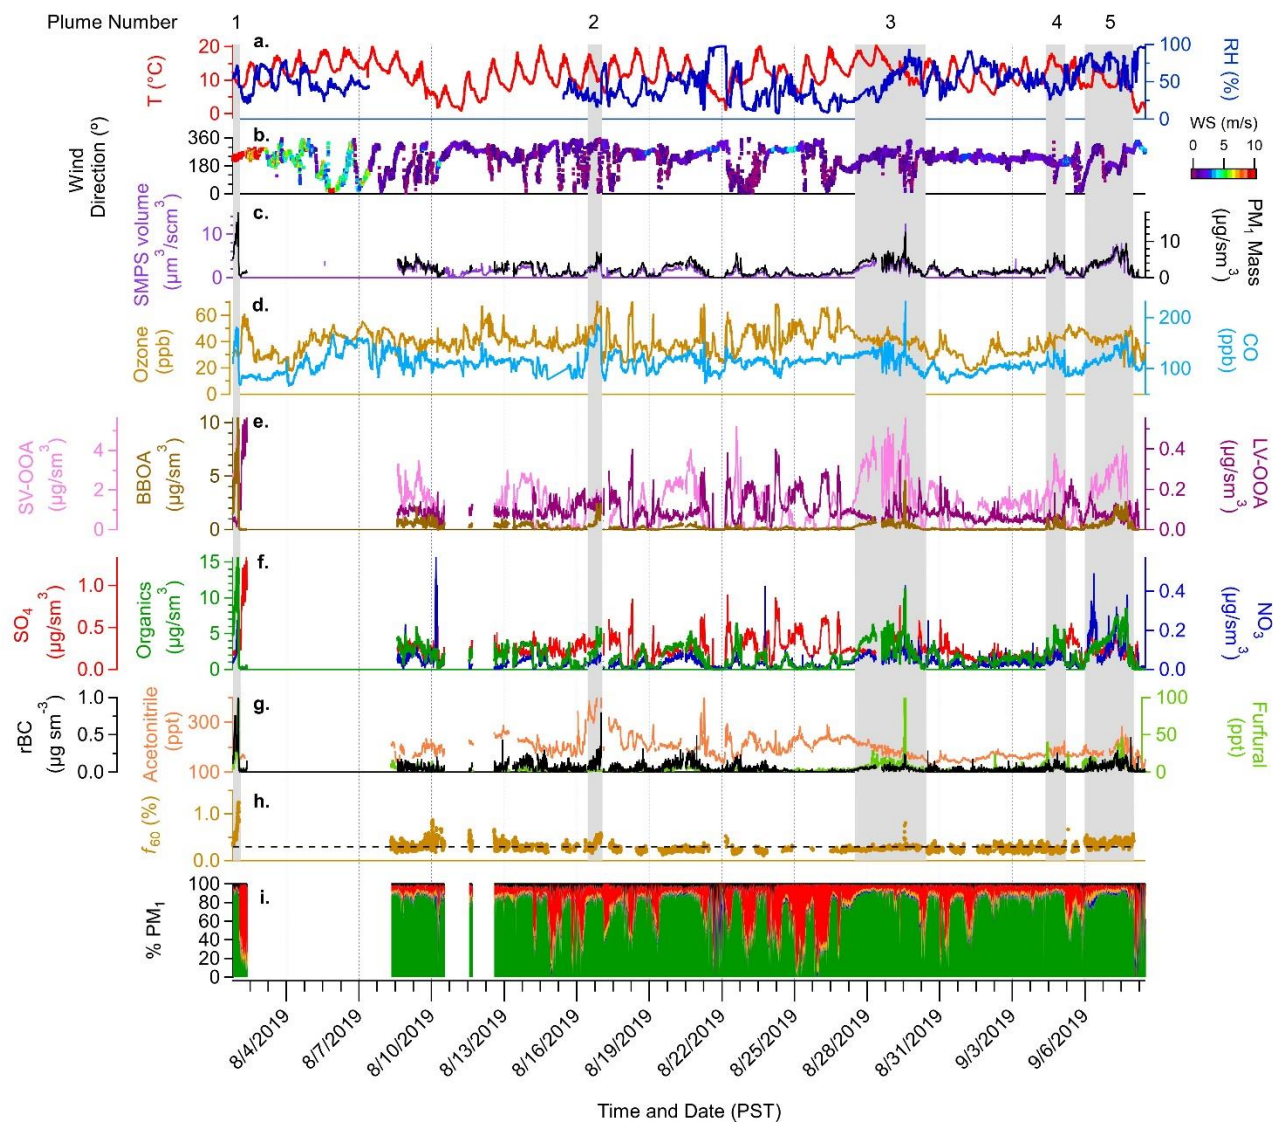 Plume Number 1 2 3 4 5
a.
T (°C)
20
10
0
RH (%)
100
50
0
b.
Wind
Direction (º)
360
180
0
WS (m/s)
0 5 10
c.
SMPS volume
(µm³/scm³)
10
0
PM₁ Mass
(µg/sm³)
10
0
d.
Ozone
(ppb)
60
40
20
0
CO
(ppb)
200
100
e.
SV-OOA
(µg/sm³)
4
2
0
BBOA
(µg/sm³)
10
5
0
LV-OOA
(µg/sm³)
0.4
0.2
0.0
f.
SO₄
(µg/sm³)
1.0
0.5
0.0
Organics
(µg/sm³)
15
10
5
0
NO₃
(µg/sm³)
0.4
0.2
0.0
g.
rBC
(µg sm⁻³)
1.0
0.5
0.0
Acetonitrile
(ppt)
300
100
Furfural
(ppt)
100
50
0
h.
f₆₀ (%)
1.0
0.0
i.
% PM₁
100
80
60
40
20
0
8/4/2019
8/7/2019
8/10/2019
8/13/2019
8/16/2019
8/19/2019
8/22/2019
8/25/2019
8/28/2019
8/31/2019
9/3/2019
9/6/2019
Time and Date (PST)